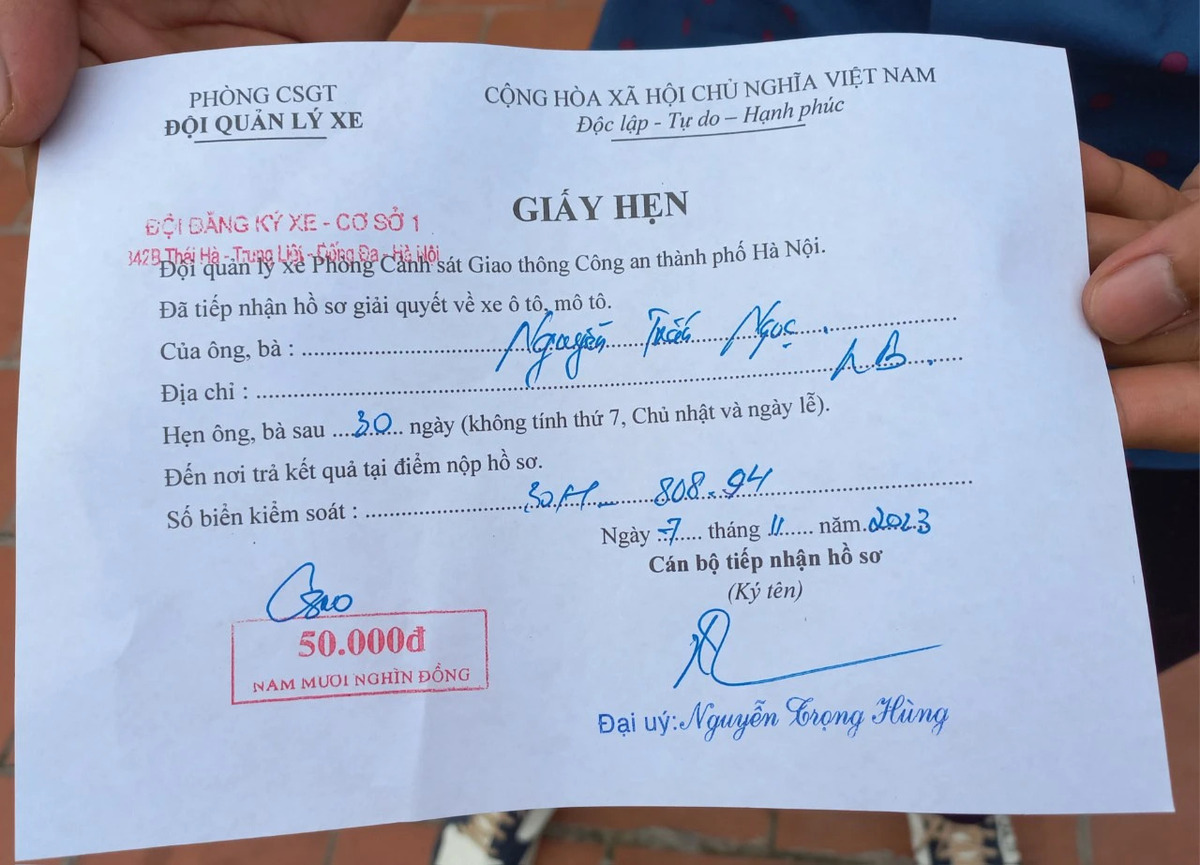 PHÒNG CSGT
ĐỘI QUẢN LÝ XE
CỘNG HÒA XÃ HỘI CHỦ NGHĨA VIỆT NAM
Độc lập - Tự do – Hạnh phúc
GIẤY HẸN
ĐỘI ĐĂNG KÝ XE - CƠ SỞ 1
342B Thái Hà - Trung Liệt - Đống Đa - Hà Nội
Đội quản lý xe Phòng Cảnh sát Giao thông Công an thành phố Hà Nội.
Đã tiếp nhận hồ sơ giải quyết về xe ô tô, mô tô.
Của ông, bà : Nguyễn Ngọc
Địa chỉ :
Hẹn ông, bà sau 30 ngày (không tính thứ 7, Chủ nhật và ngày lễ).
Đến nơi trả kết quả tại điểm nộp hồ sơ.
Số biển kiểm soát : 808.94
Ngày 7 tháng 11 năm 2023
Cán bộ tiếp nhận hồ sơ
(Ký tên)
50.000đ
NĂM MƯƠI NGHÌN ĐỒNG
Đại uý: Nguyễn Trọng Hùng